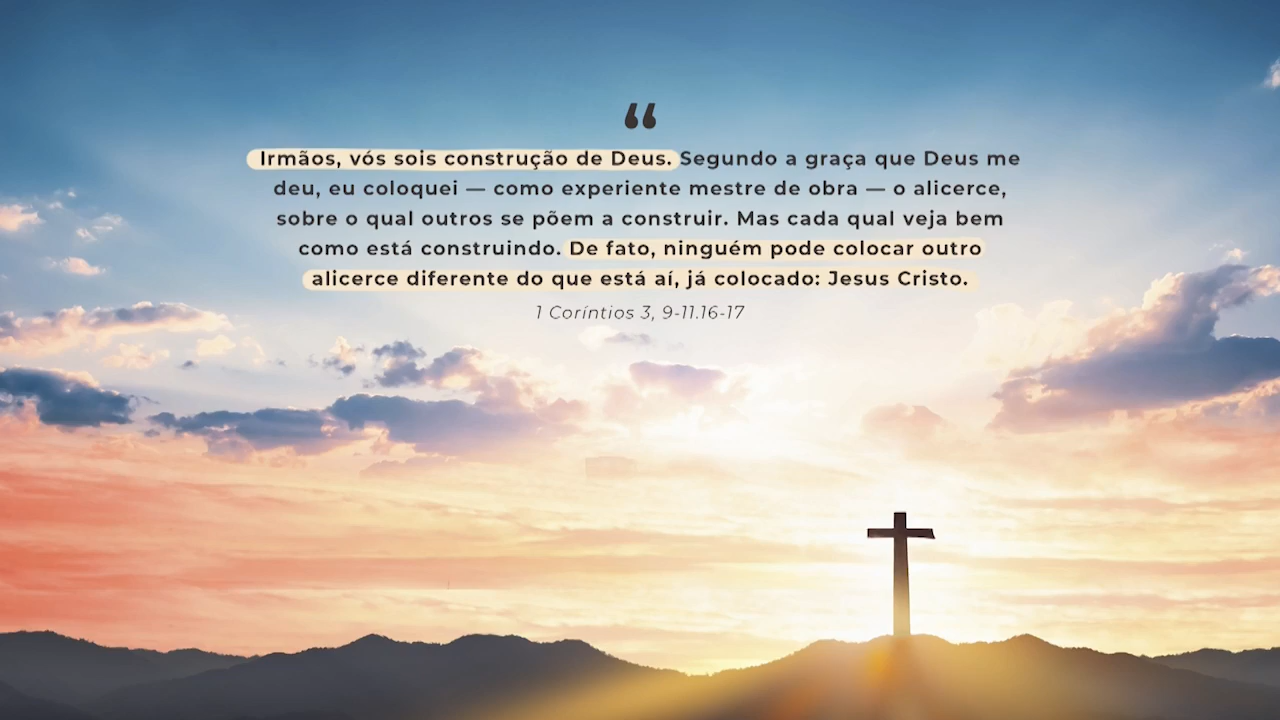 “
Irmãos, vós sois construção de Deus. Segundo a graça que Deus me
deu, eu coloquei — como experiente mestre de obra — o alicerce,
sobre o qual outros se põem a construir. Mas cada qual veja bem
como está construindo. De fato, ninguém pode colocar outro
alicerce diferente do que está aí, já colocado: Jesus Cristo.
1 Coríntios 3, 9-11.16-17